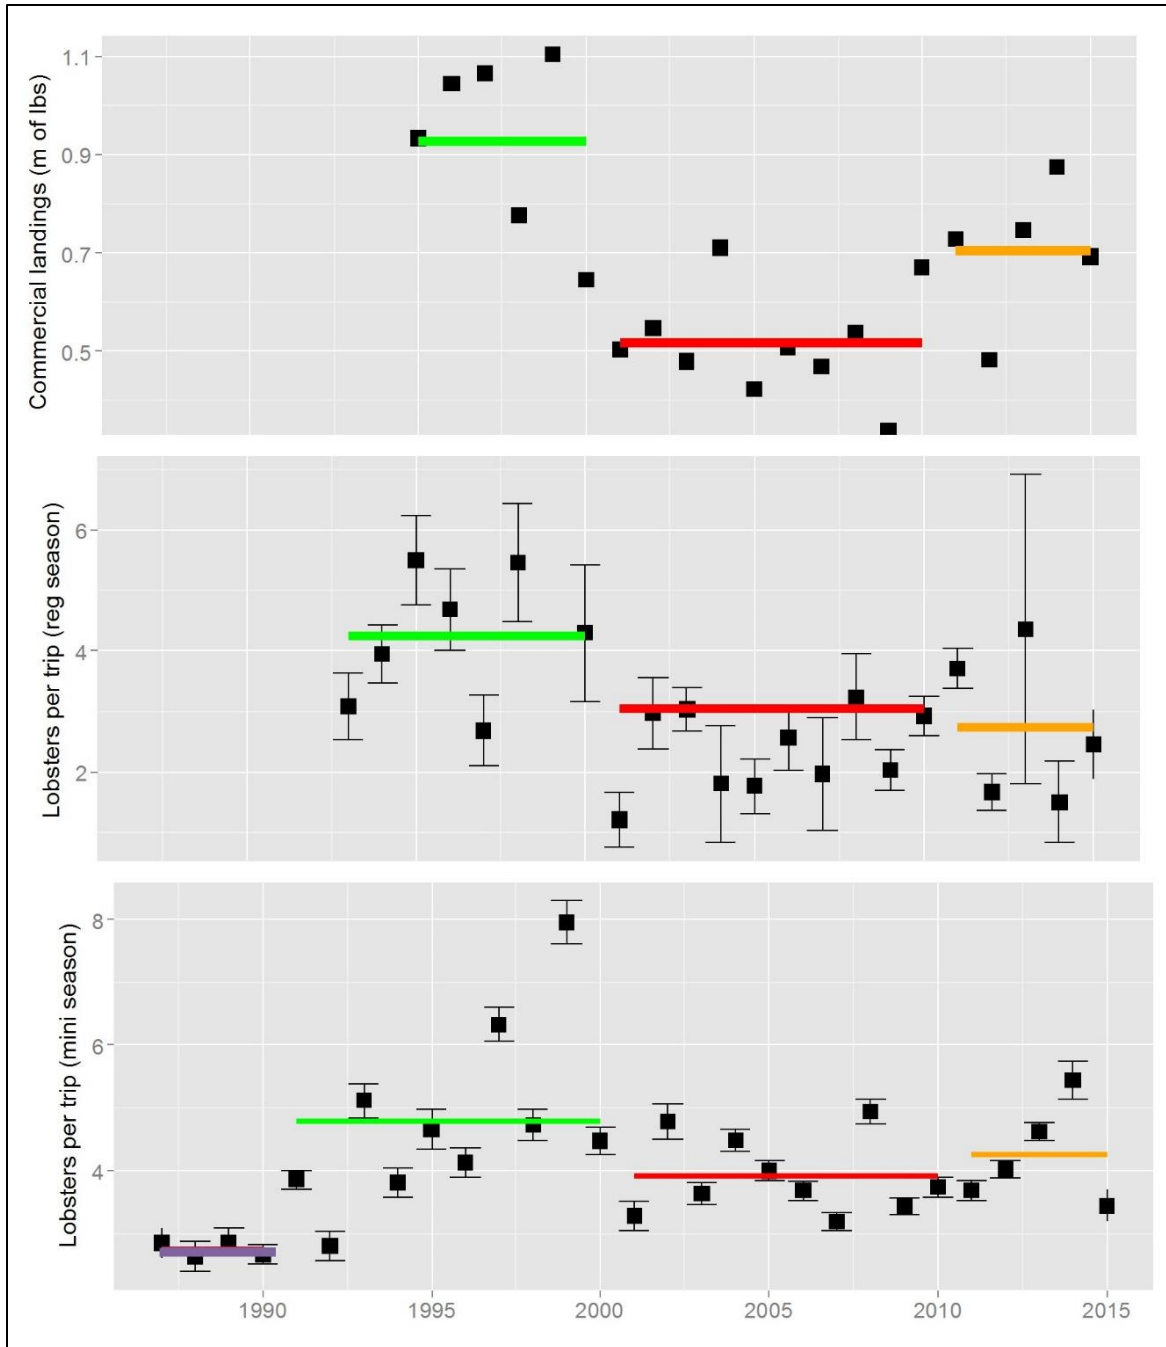 Commercial landings (m of lbs)
1.1
0.9
0.7
0.5
Lobsters per trip (reg season)
6
4
2
Lobsters per trip (mini season)
8
6
4
1990 1995 2000 2005 2010 2015